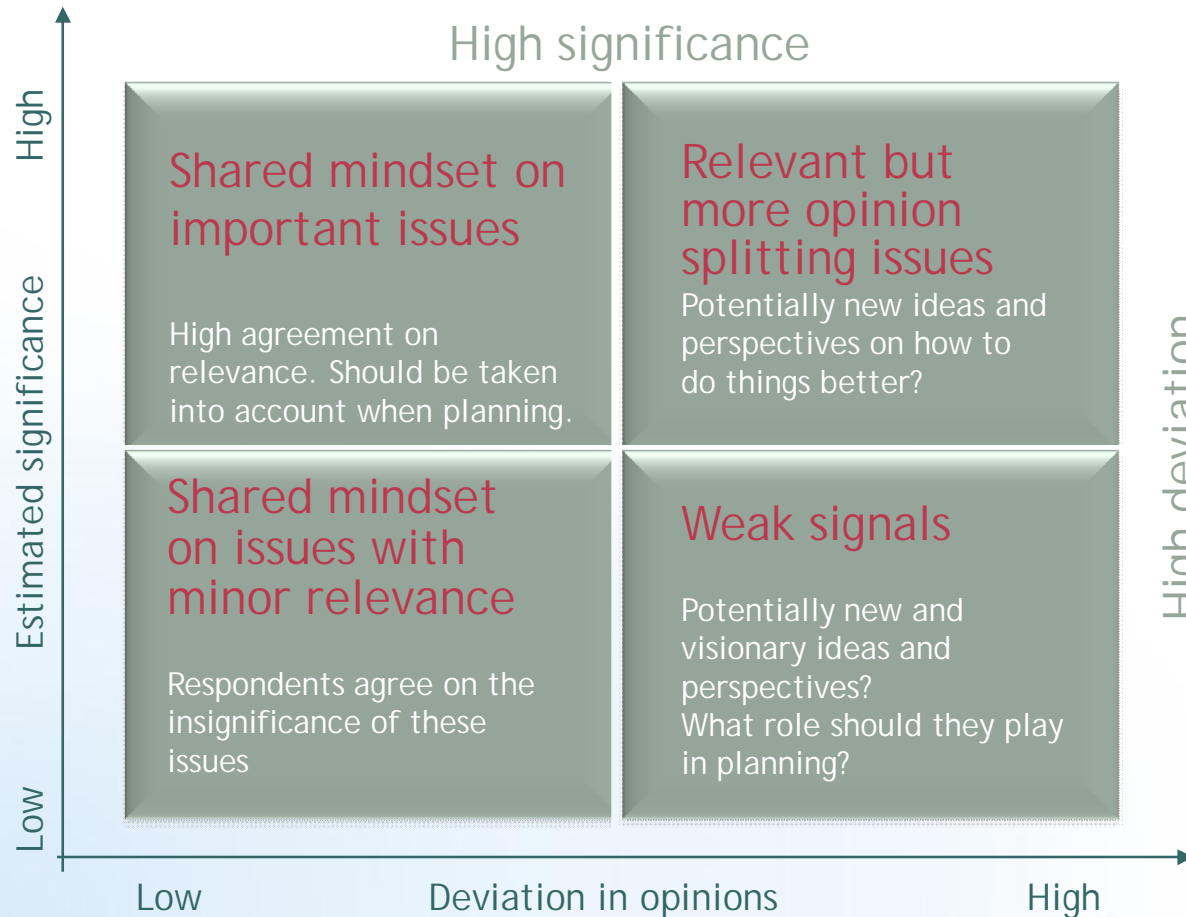 High significance
High
Estimated significance
Low
Shared mindset on
important issues
High agreement on
relevance. Should be taken
into account when planning.
Relevant but
more opinion
splitting issues
Potentially new ideas and
perspectives on how to
do things better?
High deviation
Shared mindset
on issues with
minor relevance
Respondents agree on the
insignificance of these
issues
Weak signals
Potentially new and
visionary ideas and
perspectives?
What role should they play
in planning?
Low
Deviation in opinions
High